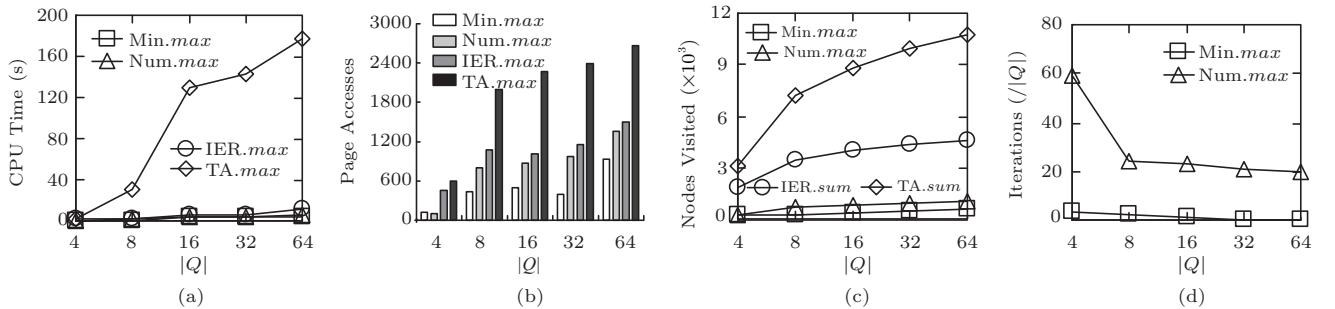 CPU Time (s)
200
160
120
80
40
0
Min.max
Num.max
IER.max
TA.max
4 8 16 32 64
|Q|
(a)
Page Accesses
3000
2400
1800
1200
600
0
Min.max
Num.max
IER.max
TA.max
4 8 16 32 64
|Q|
(b)
Nodes Visited (×10³)
12
9
6
3
0
Min.max
Num.max
IER.sum TA.sum
4 8 16 32 64
|Q|
(c)
Iterations (/|Q|)
80
60
40
20
0
Min.max
Num.max
4 8 16 32 64
|Q|
(d)